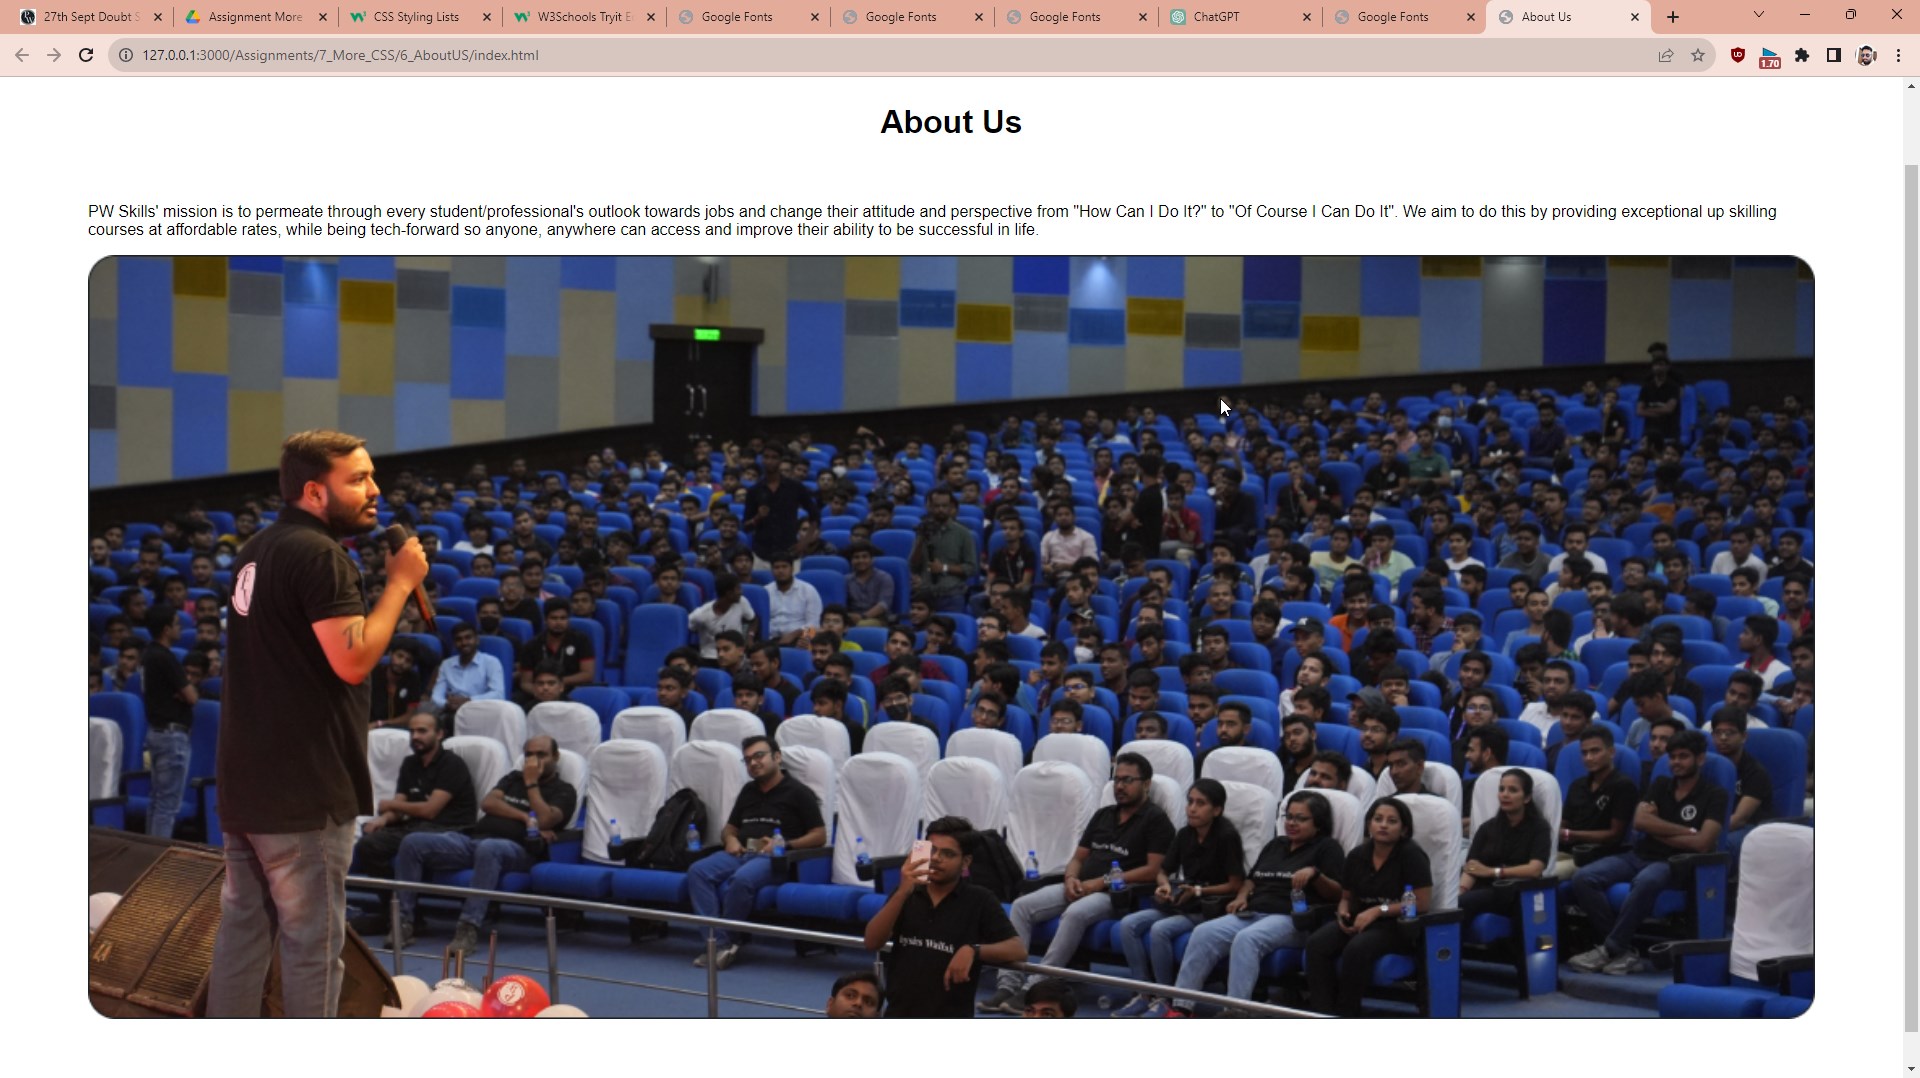 27th Sept Doubt S
Assignment More
CSS Styling Lists
W3Schools Tryit E
Google Fonts
Google Fonts
Google Fonts
ChatGPT
Google Fonts
About Us
127.0.0.1:3000/Assignments/7_More_CSS/6_AboutUS/index.html
1.70
About Us
PW Skills' mission is to permeate through every student/professional's outlook towards jobs and change their attitude and perspective from "How Can I Do It?" to "Of Course I Can Do It". We aim to do this by providing exceptional up skilling
courses at affordable rates, while being tech-forward so anyone, anywhere can access and improve their ability to be successful in life.